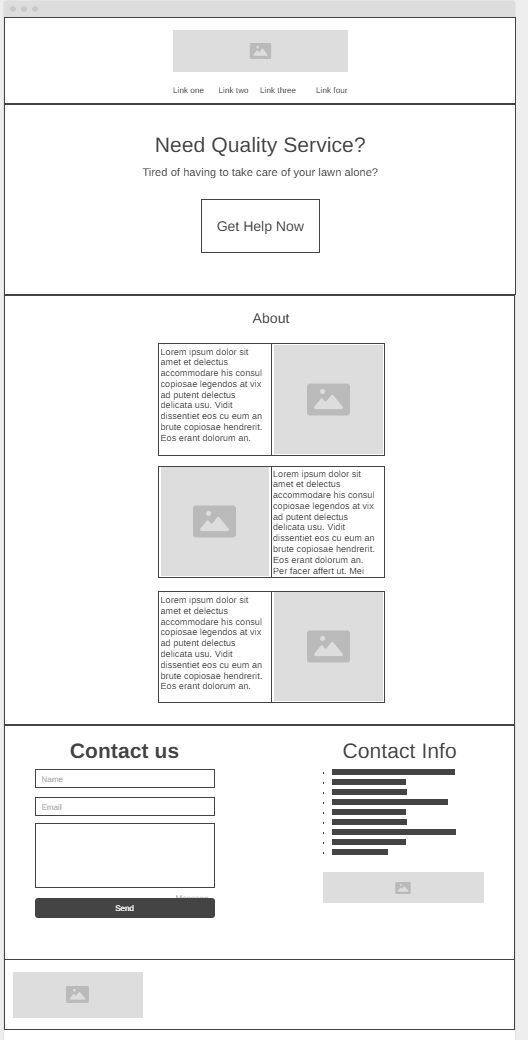 Link one Link two Link three Link four
Need Quality Service?
Tired of having to take care of your lawn alone?
Get Help Now
About
Lorem ipsum dolor sit
amet et delectus
accommodare his consul
copiosae legendos at vix
ad putent delectus
delicata usu. Vidit
dissentiet eos cu eum an
brute copiosae hendrerit.
Eos erant dolorum an.
Lorem ipsum dolor sit
amet et delectus
accommodare his consul
copiosae legendos at vix
ad putent delectus
delicata usu. Vidit
dissentiet eos cu eum an
brute copiosae hendrerit.
Eos erant dolorum an.
Per facer affert ut. Mei
Lorem ipsum dolor sit
amet et delectus
accommodare his consul
copiosae legendos at vix
ad putent delectus
delicata usu. Vidit
dissentiet eos cu eum an
brute copiosae hendrerit.
Eos erant dolorum an.
Contact us
Name
Email
Send
Contact Info